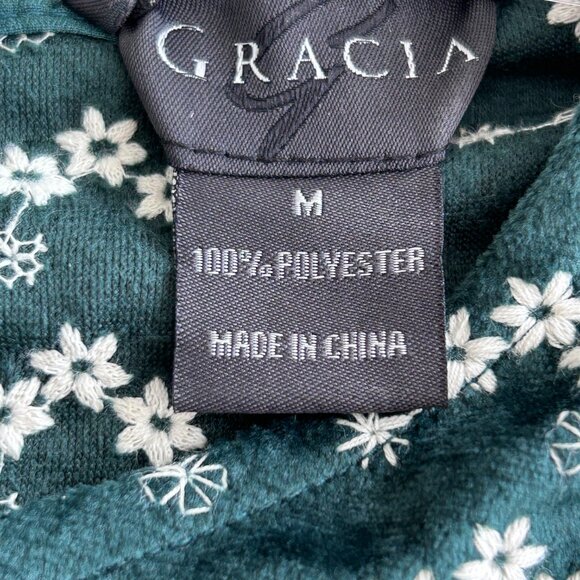 GRACIA
M
100% POLYESTER
MADE IN CHINA